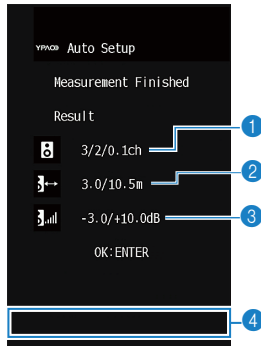 YPAO Auto Setup
Measurement Finished
Result
3/2/0.1ch
1
3.0/10.5m
2
-3.0/+10.0dB
3
OK:ENTER
4